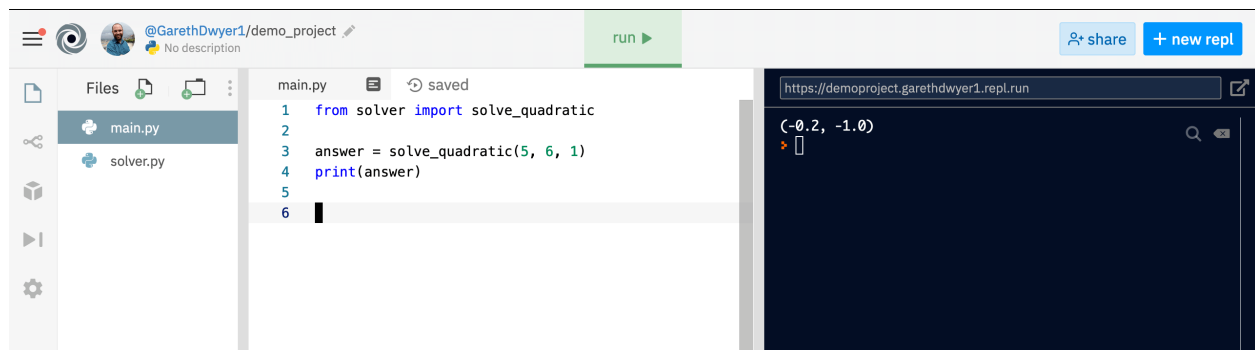 @GarethDwyer1/demo_project
No description
run
share
+ new repl
Files
main.py
solver.py
main.py
saved
1 from solver import solve_quadratic
2
3 answer = solve_quadratic(5, 6, 1)
4 print(answer)
5
6
https://demoproject.garethdwyer1.repl.run
(-0.2, -1.0)